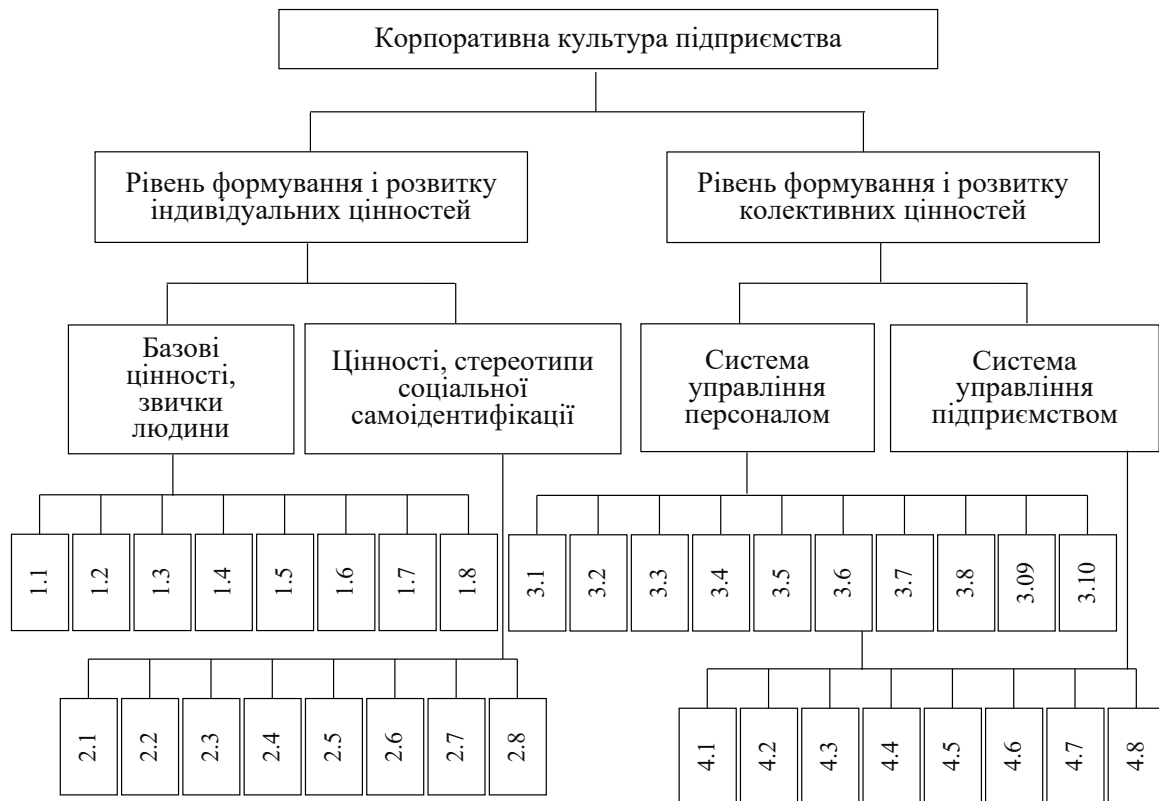 Корпоративна культура підприємства
Рівень формування і розвитку
індивідуальних цінностей
Рівень формування і розвитку
колективних цінностей
Базові
цінності,
звички
людини
Цінності, стереотипи
соціальної
самоідентифікації
Система
управління
персоналом
Система
управління
підприємством
1.1
1.2
1.3
1.4
1.5
1.6
1.7
1.8
3.1
3.2
3.3
3.4
3.5
3.6
3.7
3.8
3.09
3.10
2.1
2.2
2.3
2.4
2.5
2.6
2.7
2.8
4.1
4.2
4.3
4.4
4.5
4.6
4.7
4.8